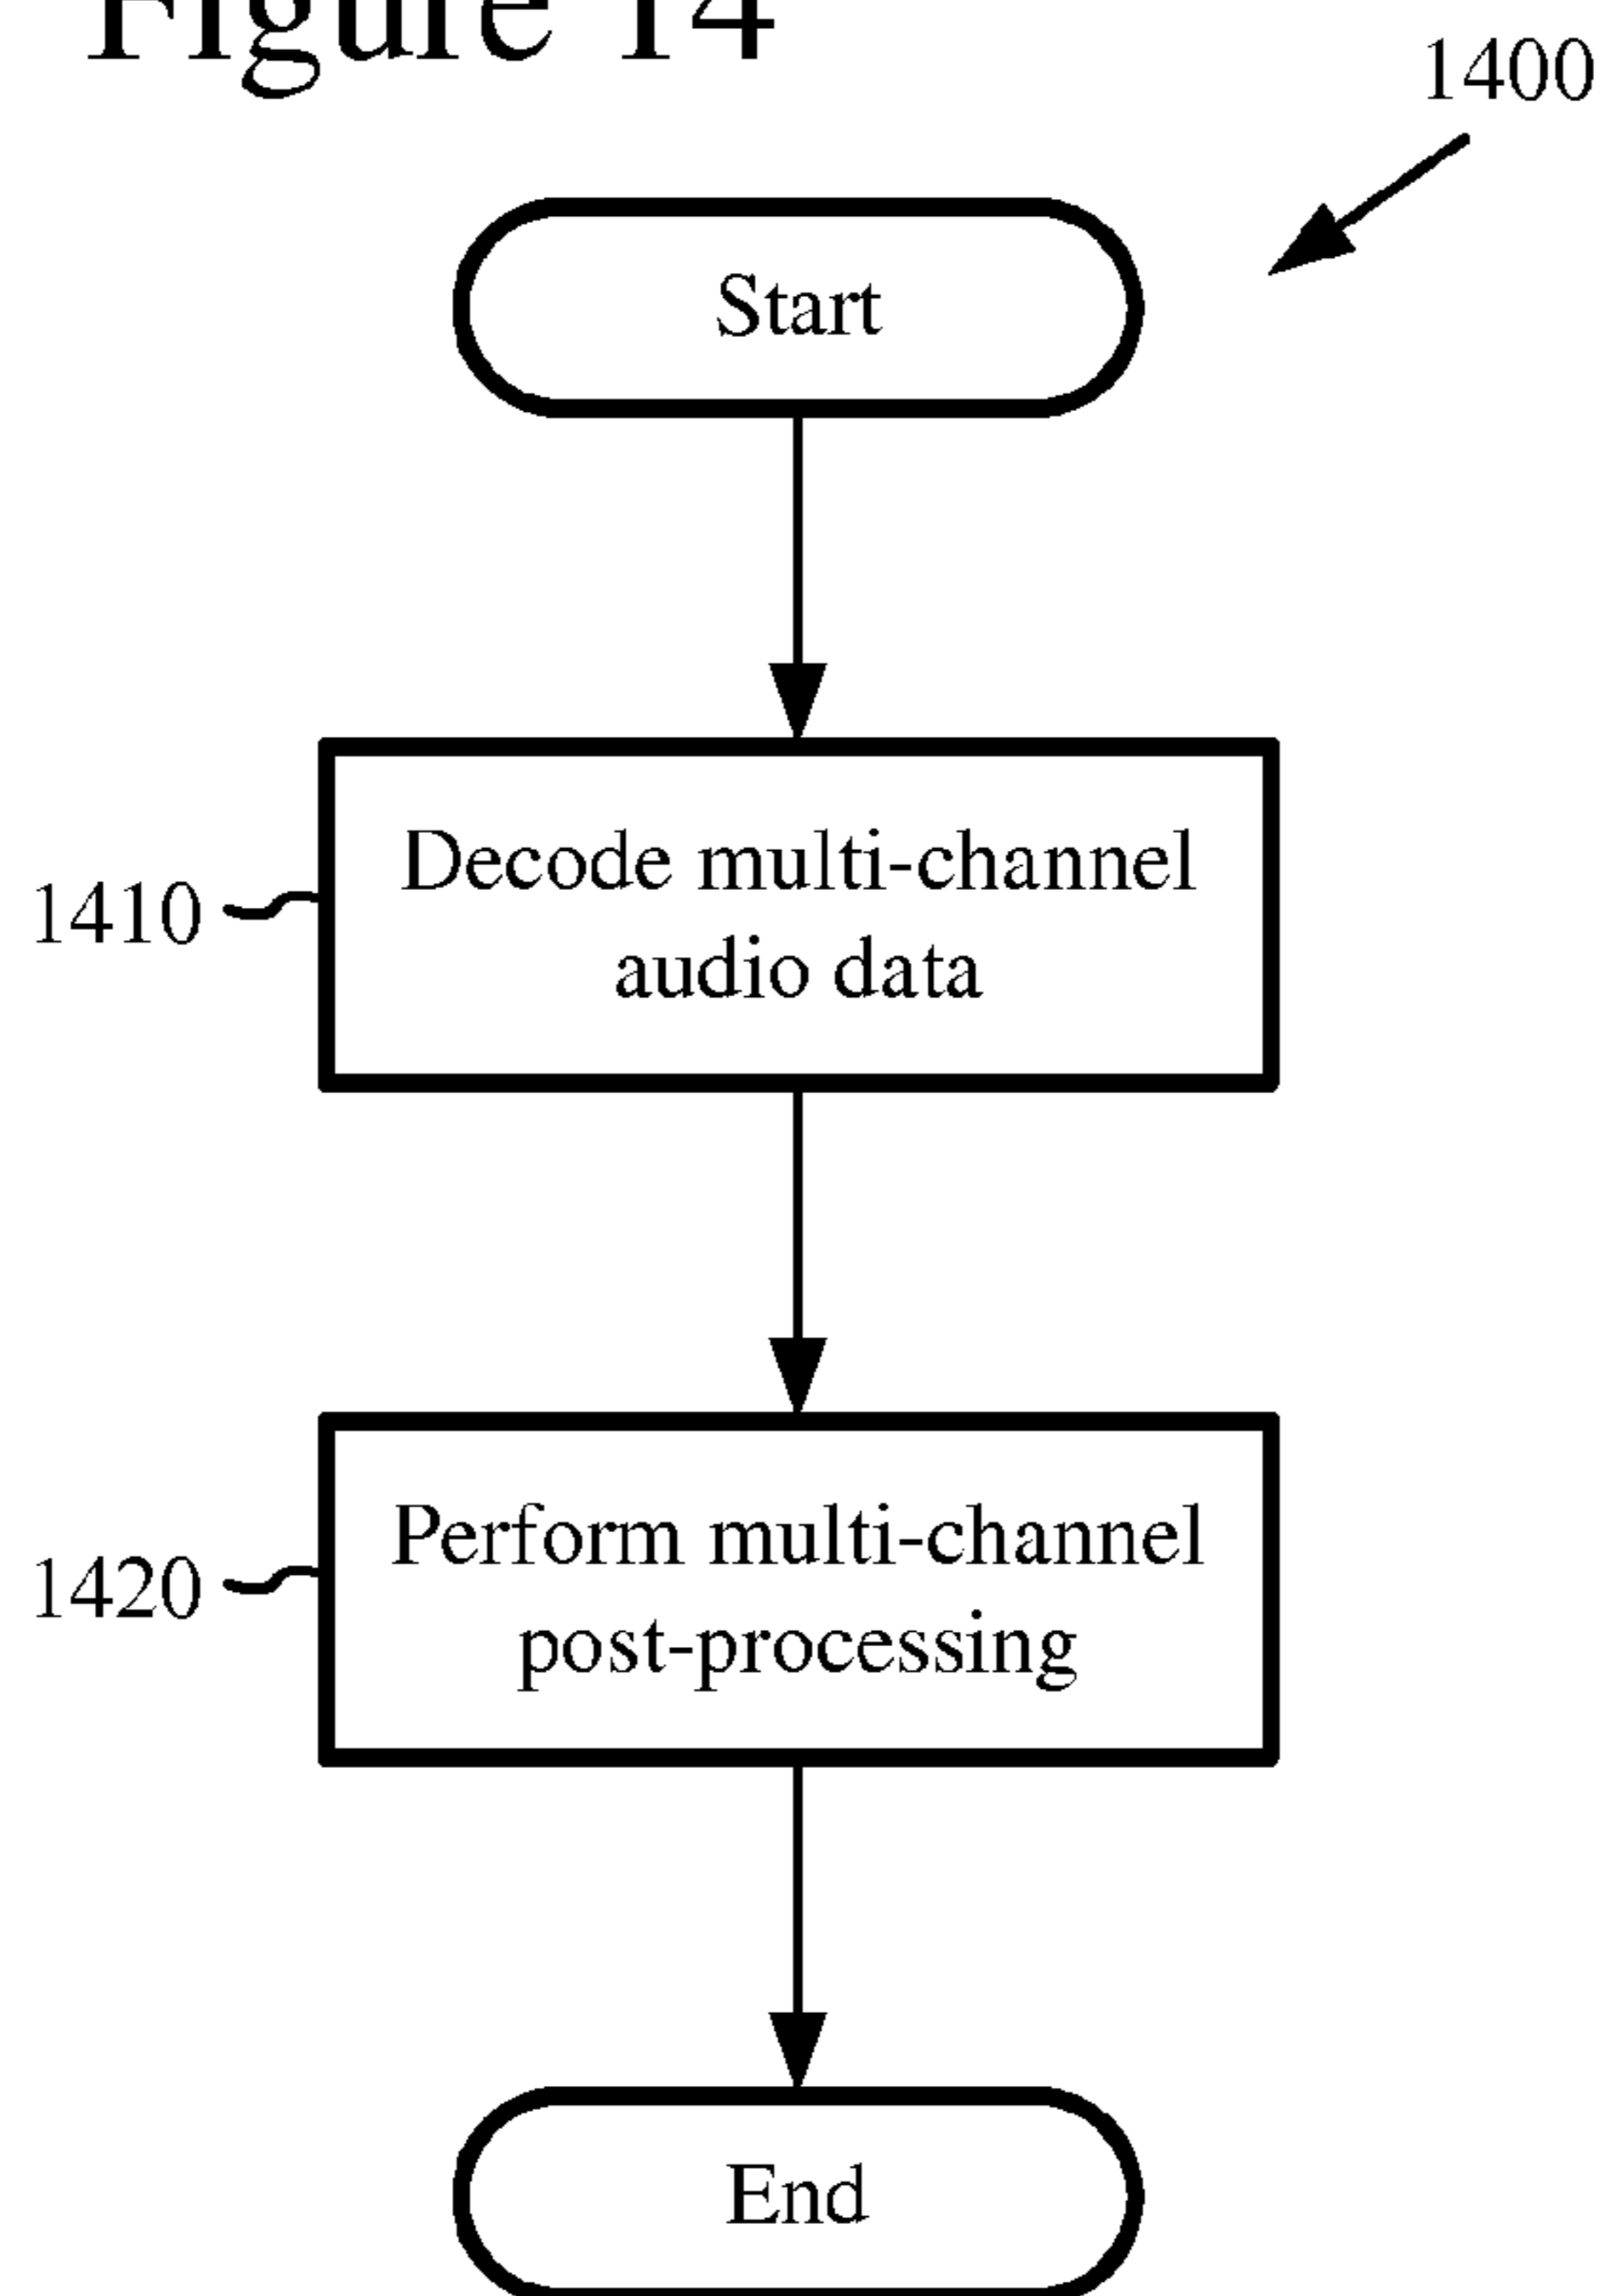 Figure 14
1400
Start
1410
Decode multi-channel
audio data
1420
Perform multi-channel
post-processing
End